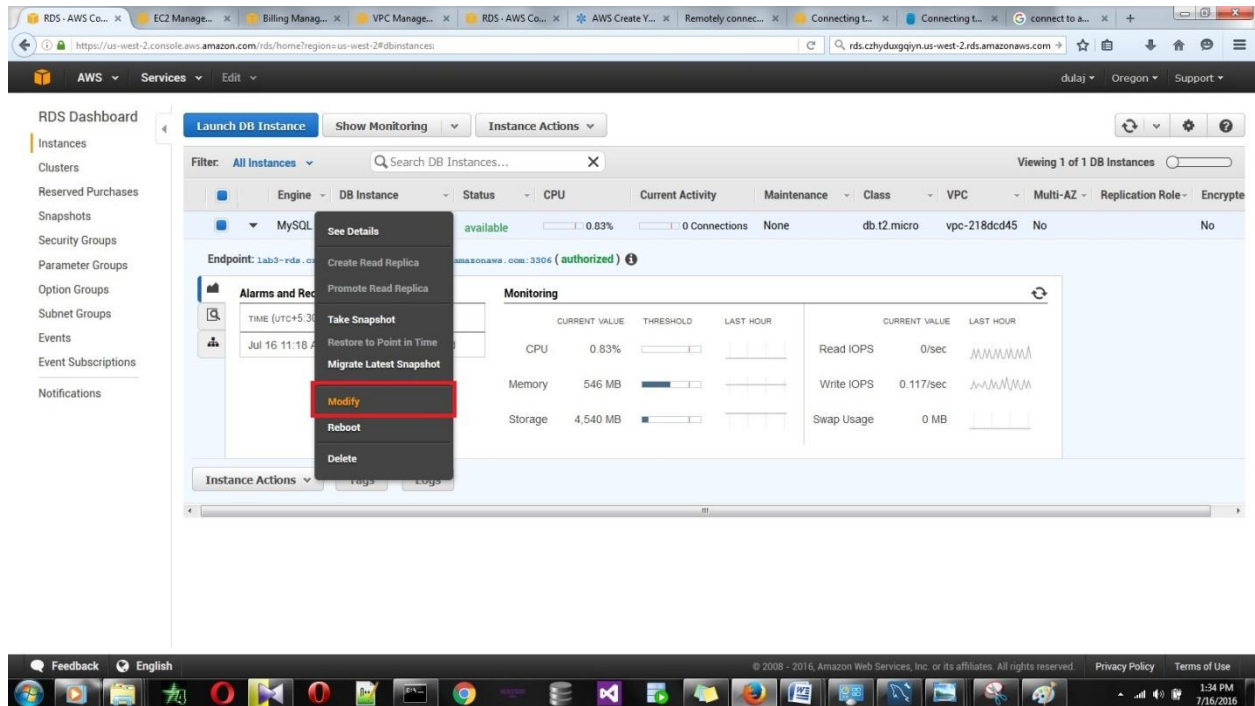 RDS - AWS Co... EC2 Manage... Billing Manag... VPC Manage... RDS - AWS Co... AWS Create Y... Remotely connec... Connecting t... Connecting t... connect to a...
https://us-west-2.console.aws.amazon.com/rds/home?region=us-west-2#dbinstances: rds.czhyduxgqiyn.us-west-2.rds.amazonaws.com
AWS Services Edit dulaj Oregon Support
RDS Dashboard
Instances
Clusters
Reserved Purchases
Snapshots
Security Groups
Parameter Groups
Option Groups
Subnet Groups
Events
Event Subscriptions
Notifications
Launch DB Instance Show Monitoring Instance Actions
Filter: All Instances Search DB Instances... Viewing 1 of 1 DB Instances
Engine DB Instance Status CPU Current Activity Maintenance Class VPC Multi-AZ Replication Role Encrypte
MySQL available 0.83% 0 Connections None db.t2.micro vpc-218dcd45 No No
Endpoint: lab3-rds. amazonaws.com:3306 ( authorized )
See Details
Create Read Replica
Promote Read Replica
Take Snapshot
Restore to Point in Time
Migrate Latest Snapshot
Modify
Reboot
Delete
Alarms and Rec
TIME (UTC+5:30
Jul 16 11:18 A
Monitoring
CURRENT VALUE THRESHOLD LAST HOUR CURRENT VALUE LAST HOUR
CPU 0.83% Read IOPS 0/sec
Memory 546 MB Write IOPS 0.117/sec
Storage 4,540 MB Swap Usage 0 MB
Instance Actions Tags Logs
Feedback English © 2008 - 2016, Amazon Web Services, Inc. or its affiliates. All rights reserved. Privacy Policy Terms of Use
1:34 PM
7/16/2016